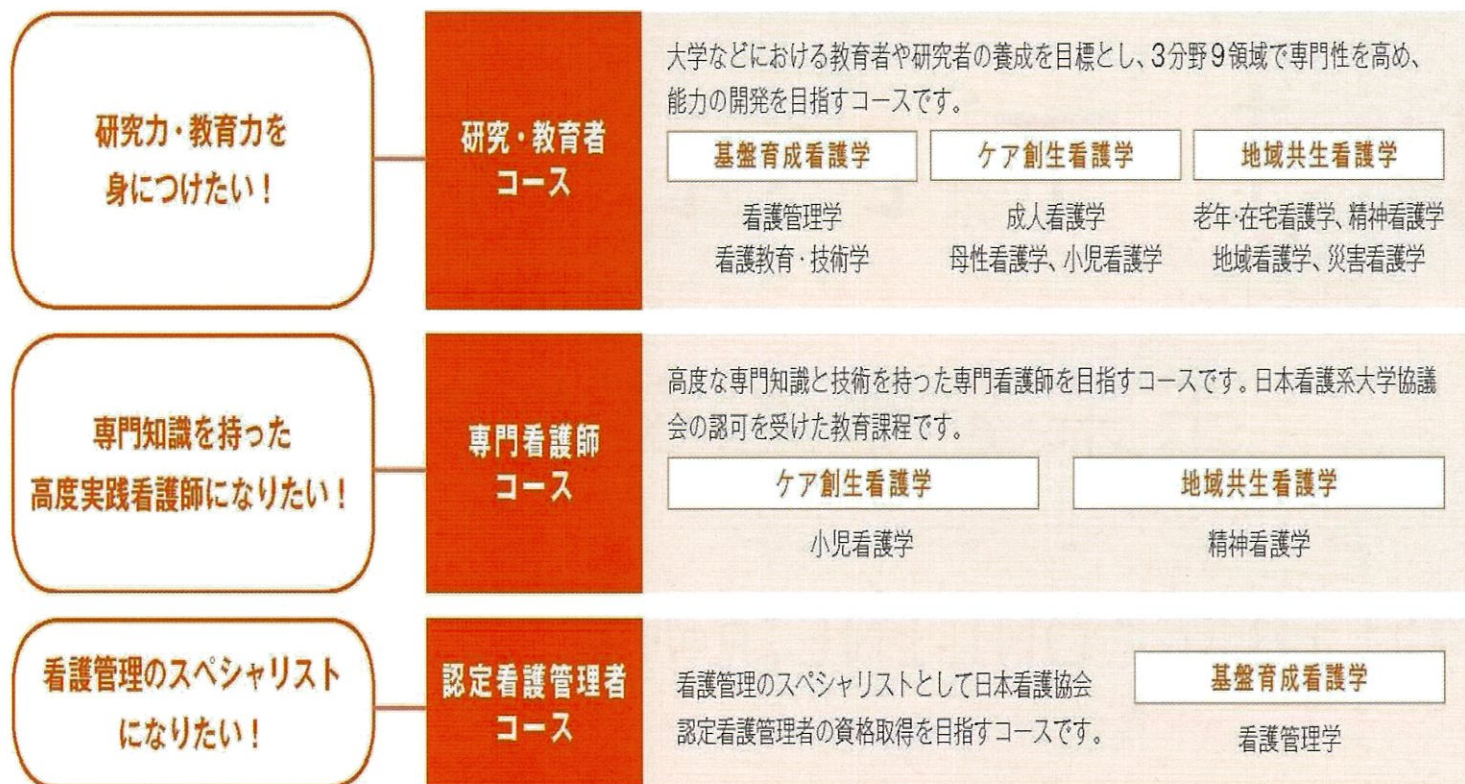 研究力・教育力を
身につけたい！
研究・教育者
コース
大学などにおける教育者や研究者の養成を目標とし、3分野9領域で専門性を高め、
能力の開発を目指すコースです。
基盤育成看護学
ケア創生看護学
地域共生看護学
看護管理学
看護教育・技術学
成人看護学
母性看護学、小児看護学
老年・在宅看護学、精神看護学
地域看護学、災害看護学
専門知識を持った
高度実践看護師になりたい！
専門看護師
コース
高度な専門知識と技術を持った専門看護師を目指すコースです。日本看護系大学協議
会の認可を受けた教育課程です。
ケア創生看護学
地域共生看護学
小児看護学
精神看護学
看護管理のスペシャリスト
になりたい！
認定看護管理者
コース
看護管理のスペシャリストとして日本看護協会
認定看護管理者の資格取得を目指すコースです。
基盤育成看護学
看護管理学